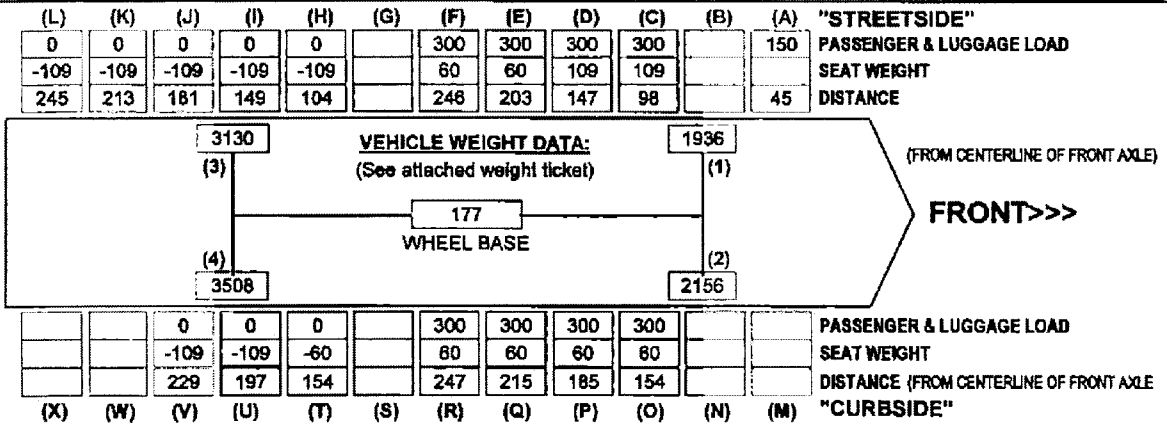 (L) (K) (J) (I) (H) (G) (F) (E) (D) (C) (B) (A) "STREETSIDE"
0 0 0 0 0 300 300 300 300 150 PASSENGER & LUGGAGE LOAD
-109 -109 -109 -109 -109 60 60 109 109 SEAT WEIGHT
245 213 181 149 104 246 203 147 98 45 DISTANCE
3130 VEHICLE WEIGHT DATA: 1936
(FROM CENTERLINE OF FRONT AXLE)
(3) (See attached weight ticket) (1)
177 FRONT>>>
WHEEL BASE
(4) (2)
3508 2156
0 0 0 300 300 300 300 PASSENGER & LUGGAGE LOAD
-109 -109 -60 60 60 60 60 SEAT WEIGHT
229 197 154 247 215 185 154 DISTANCE (FROM CENTERLINE OF FRONT AXLE
(X) (W) (V) (U) (T) (S) (R) (Q) (P) (O) (N) (M) "CURBSIDE"